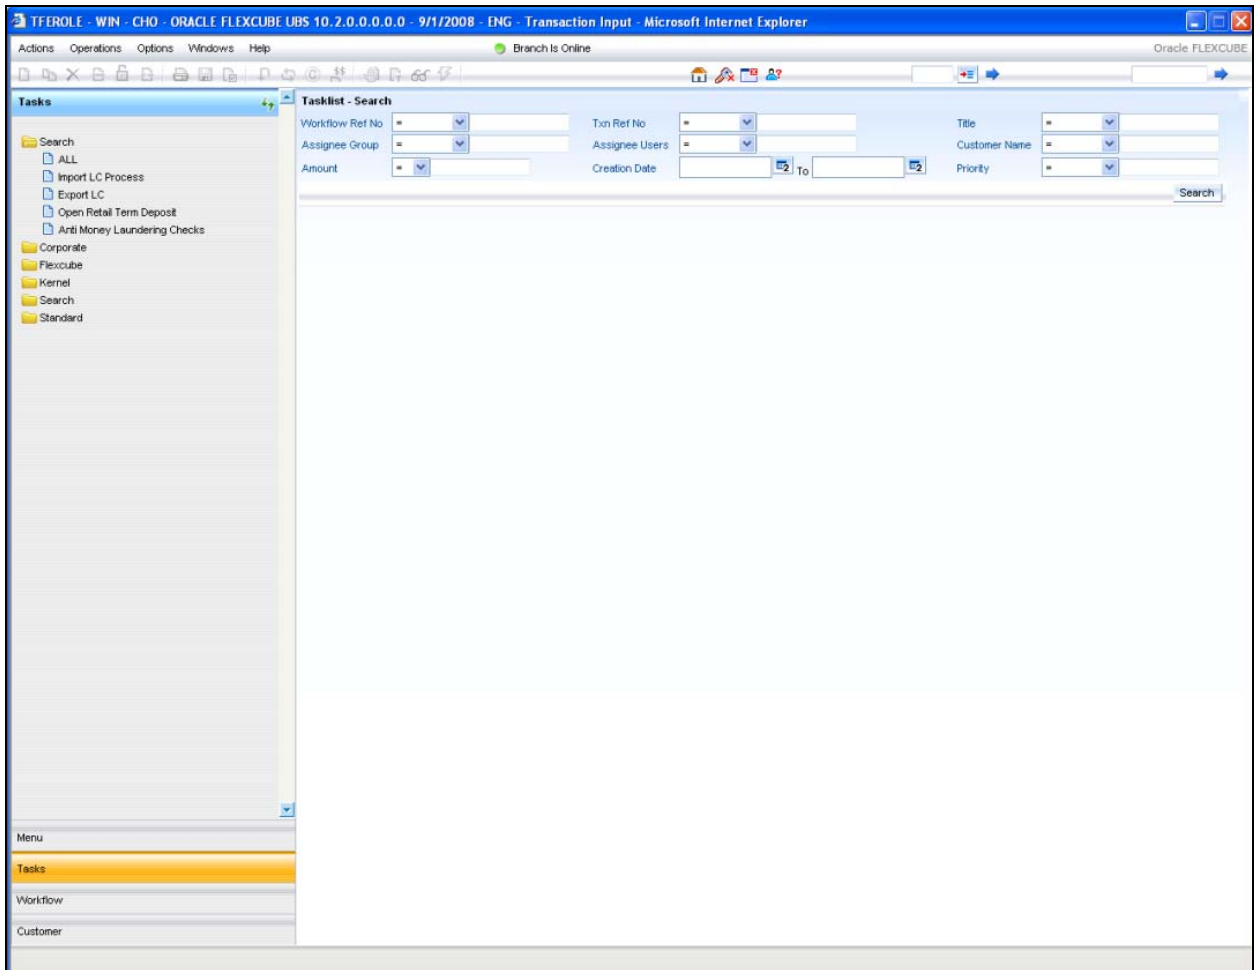 TFEROLE - WIN - CHO - ORACLE FLEXCUBE UBS 10.2.0.0.0.0.0 - 9/1/2008 - ENG - Transaction Input - Microsoft Internet Explorer
Actions Operations Options Windows Help Branch Is Online Oracle FLEXCUBE
Tasks
Search
ALL
Import LC Process
Export LC
Open Retail Term Deposit
Anti Money Laundering Checks
Corporate
Flexcube
Kernel
Search
Standard
Tasklist - Search
Workflow Ref No = Txn Ref No = Title =
Assignee Group = Assignee Users = Customer Name =
Amount = Creation Date To Priority =
Search
Menu
Tasks
Workflow
Customer